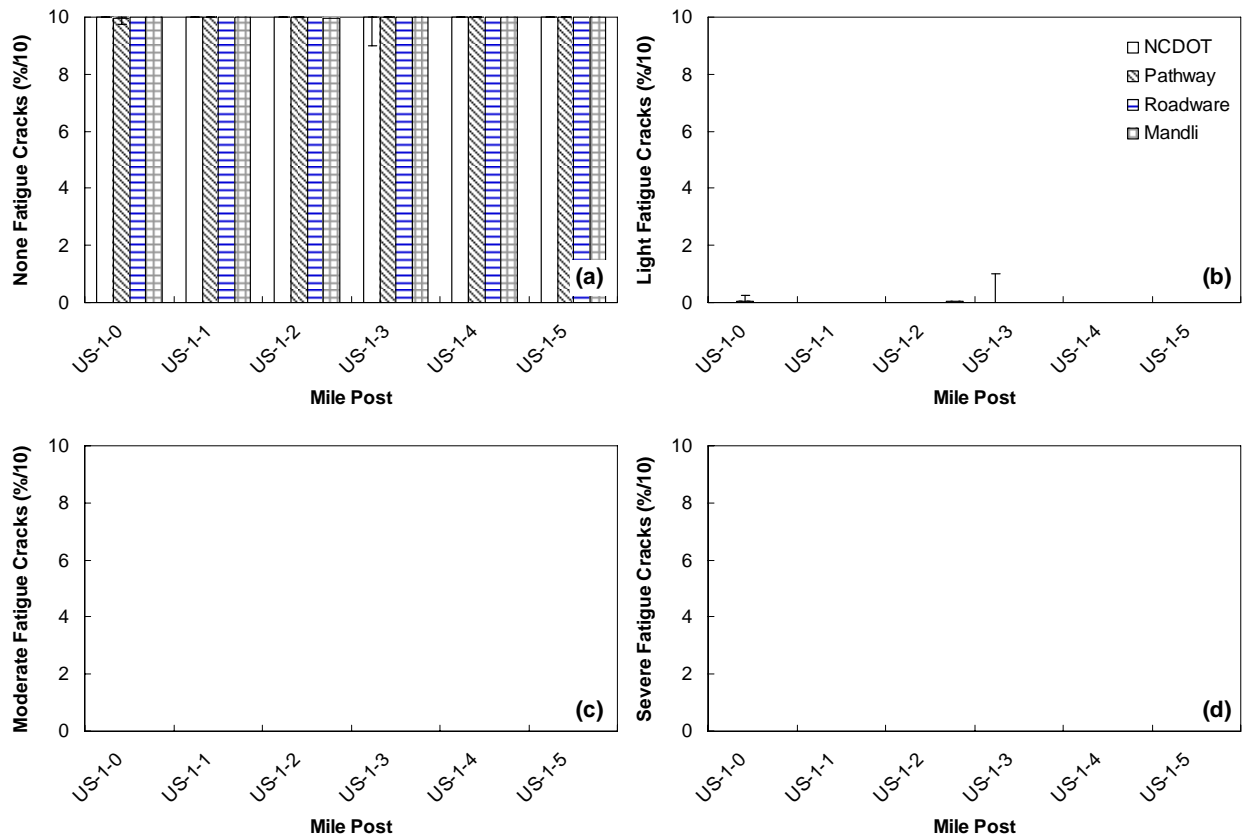 10
8
6
4
2
0
None Fatigue Cracks (%/10)
(a)
US-1-0
US-1-1
US-1-2
US-1-3
US-1-4
US-1-5
Mile Post
10
8
6
4
2
0
Light Fatigue Cracks (%/10)
NCDOT
Pathway
Roadware
Mandli
(b)
US-1-0
US-1-1
US-1-2
US-1-3
US-1-4
US-1-5
Mile Post
10
8
6
4
2
0
Moderate Fatigue Cracks (%/10)
(c)
US-1-0
US-1-1
US-1-2
US-1-3
US-1-4
US-1-5
Mile Post
10
8
6
4
2
0
Severe Fatigue Cracks (%/10)
(d)
US-1-0
US-1-1
US-1-2
US-1-3
US-1-4
US-1-5
Mile Post